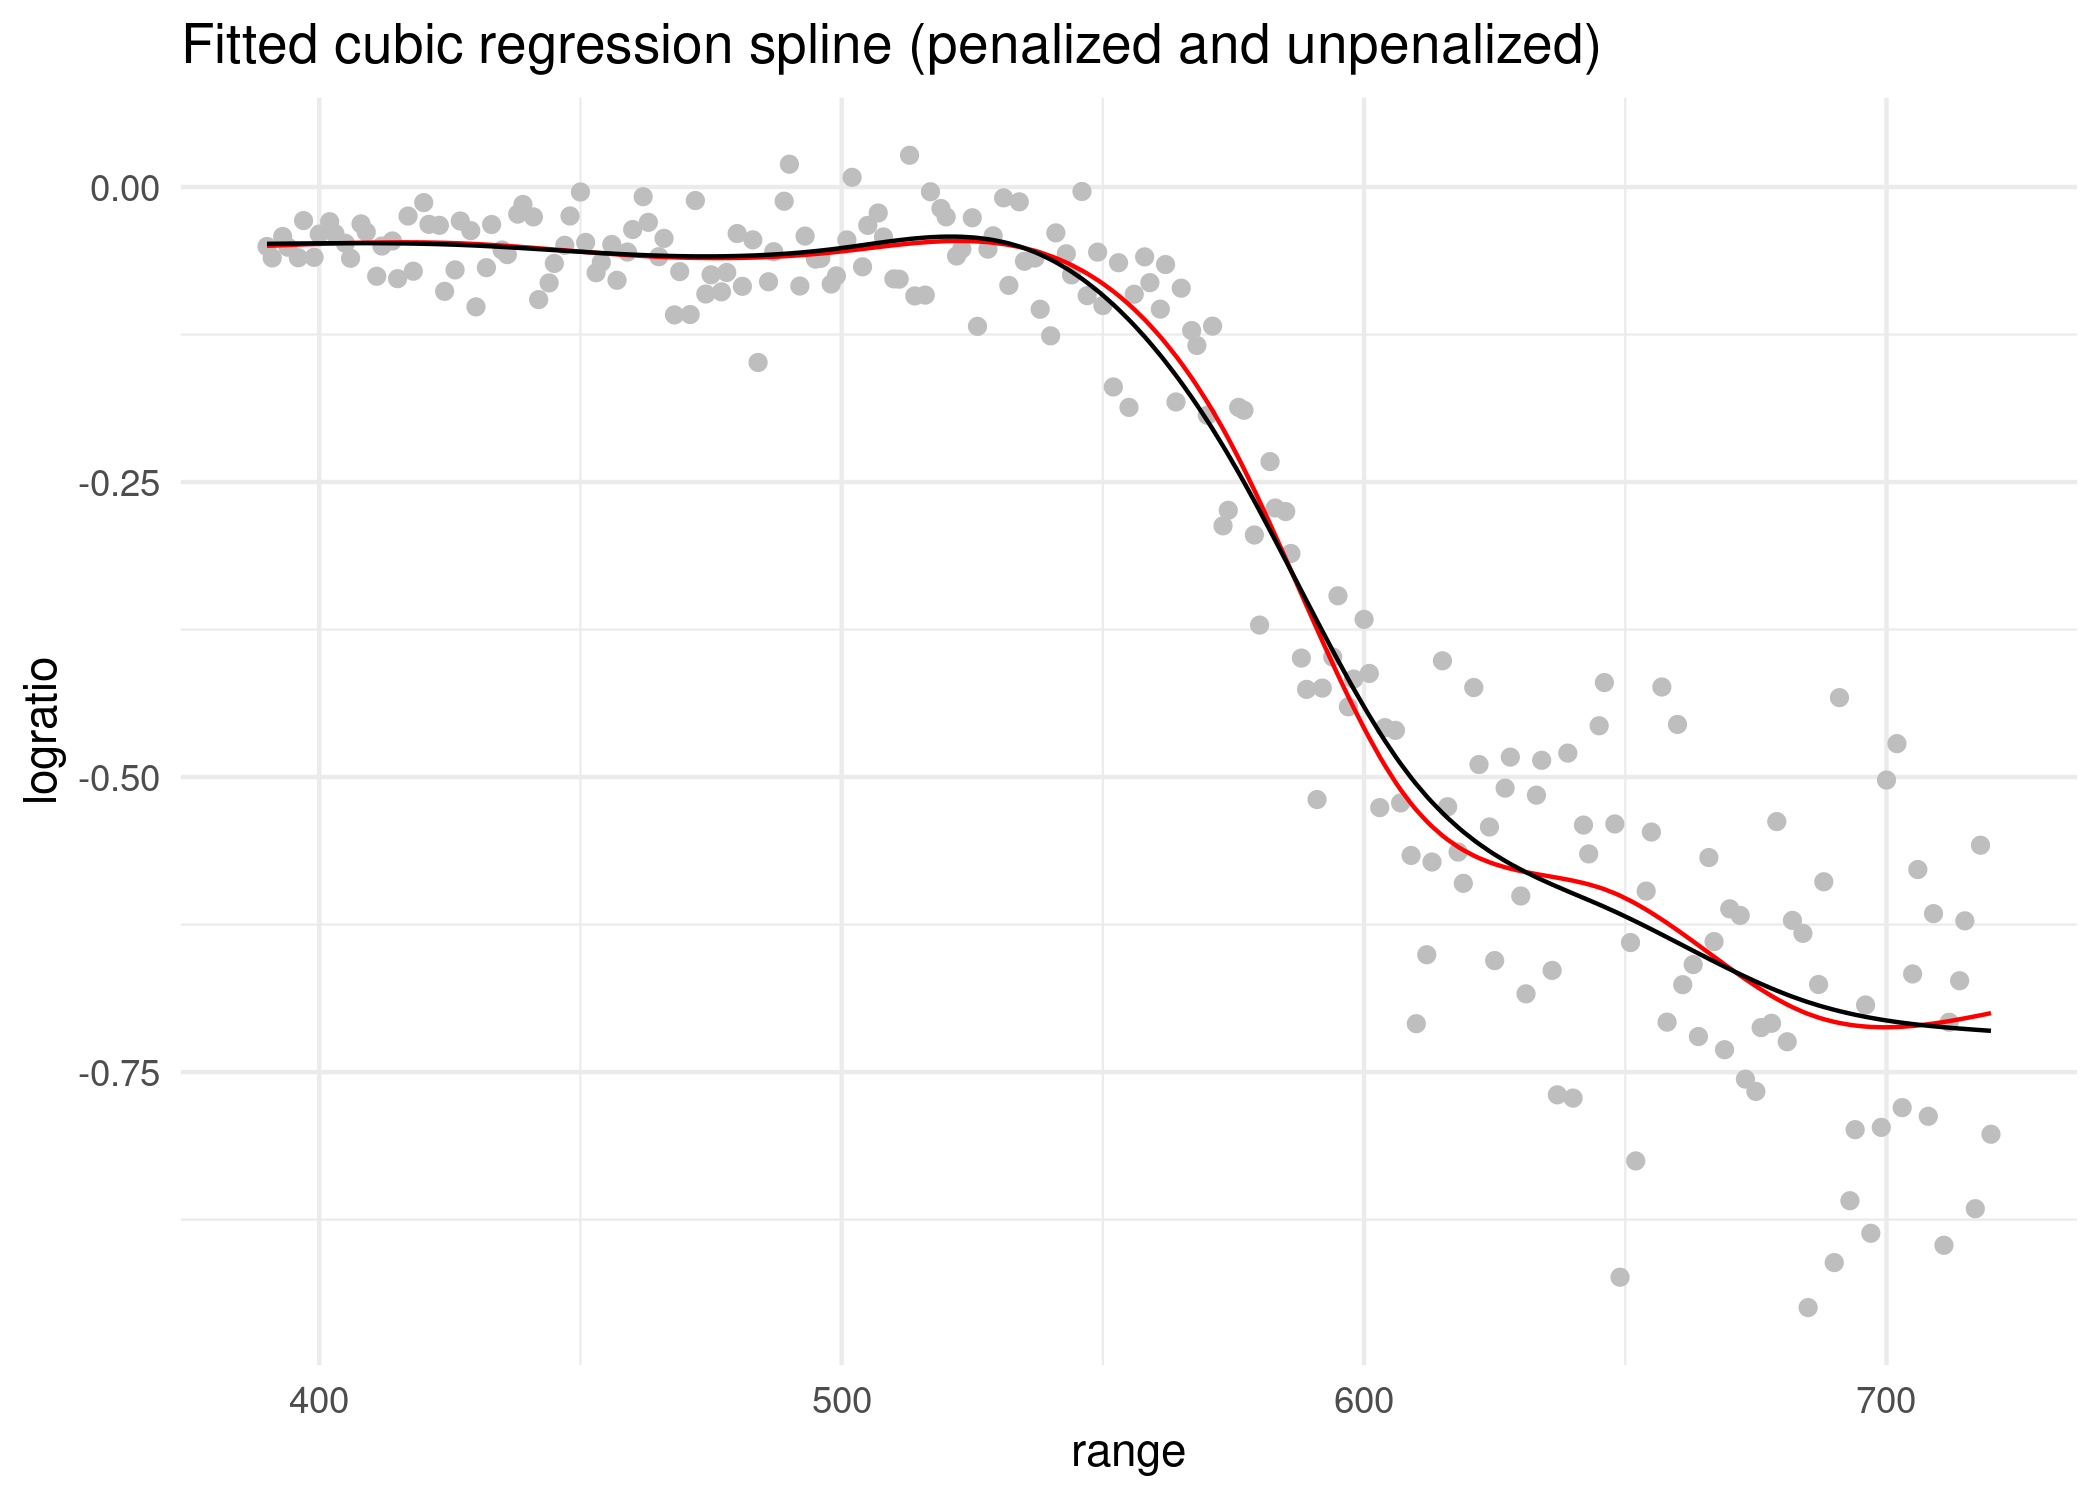 Fitted cubic regression spline (penalized and unpenalized)
0.00
-0.25
-0.50
-0.75
logratio
400 500 600 700
range